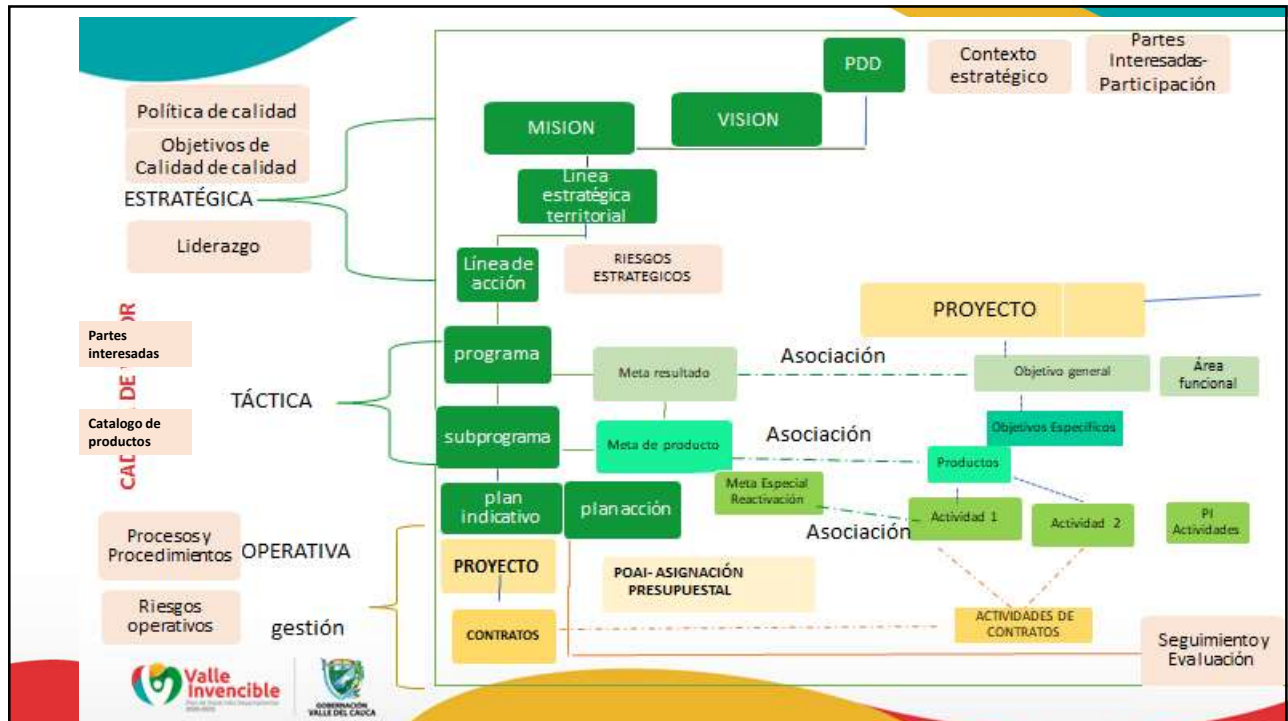 PDD
Contexto
estratégico
Partes
Interesadas-
Participación
Política de calidad
MISION
VISION
Objetivos de
Calidad de calidad
ESTRATÉGICA
Linea
estratégica
territorial
Liderazgo
Línea de
acción
RIESGOS
ESTRATEGICOS
PROYECTO
Partes
interesadas
programa
Meta resultado
Asociación
Objetivo general
Área
funcional
TÁCTICA
Catalogo de
productos
subprograma
Meta de producto
Asociación
Objetivos Específicos
Productos
plan
indicativo
plan acción
Meta Especial
Reactivación
Asociación
Actividad 1
Actividad 2
PI
Actividades
Procesos y
Procedimientos
OPERATIVA
PROYECTO
POAI- ASIGNACIÓN
PRESUPUESTAL
Riesgos
operativos
gestión
CONTRATOS
ACTIVIDADES DE
CONTRATOS
Seguimiento y
Evaluación
Valle
Invencible
GOBERNACIÓN
VALLE DEL CAUCA